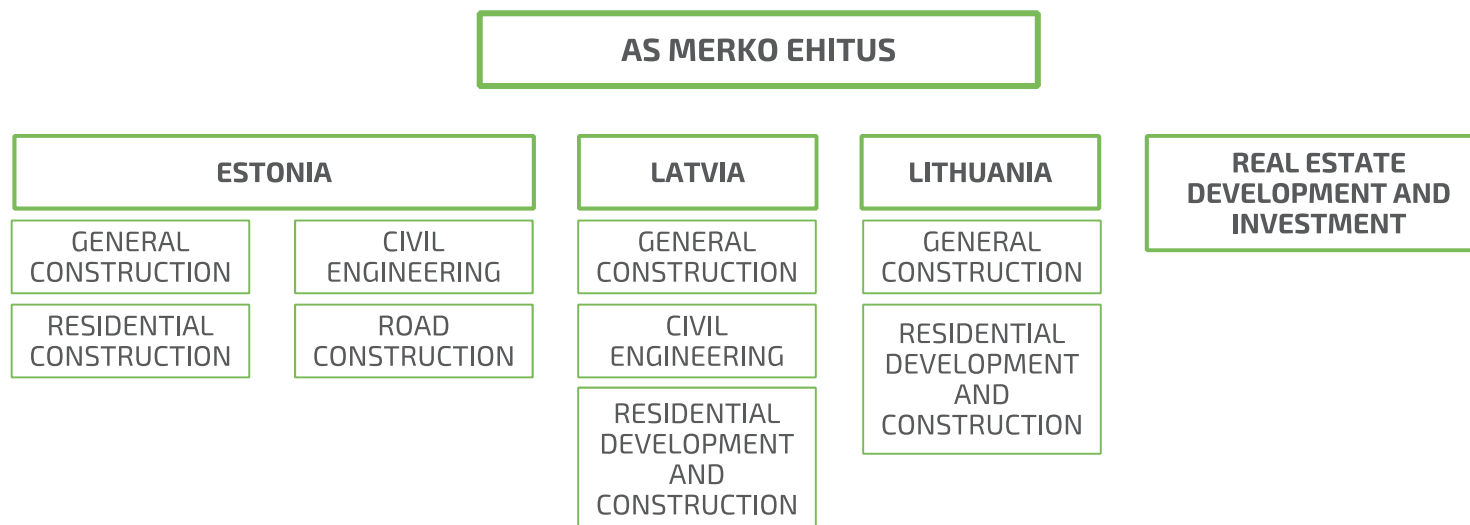 AS MERKO EHITUS
ESTONIA
GENERAL
CONSTRUCTION
CIVIL
ENGINEERING
RESIDENTIAL
CONSTRUCTION
ROAD
CONSTRUCTION
LATVIA
GENERAL
CONSTRUCTION
CIVIL
ENGINEERING
RESIDENTIAL
DEVELOPMENT
AND
CONSTRUCTION
LITHUANIA
GENERAL
CONSTRUCTION
RESIDENTIAL
DEVELOPMENT
AND
CONSTRUCTION
REAL ESTATE
DEVELOPMENT AND
INVESTMENT